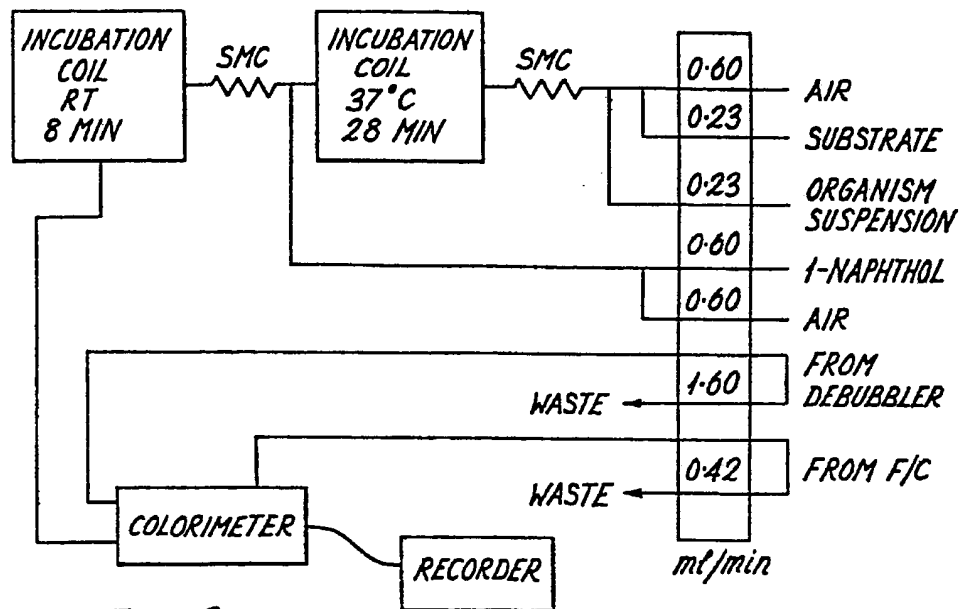 INCUBATION
COIL
RT
8 MIN
SMC
INCUBATION
COIL
37°C
28 MIN
SMC
0·60
AIR
0·23
SUBSTRATE
0·23
ORGANISM
SUSPENSION
0·60
1-NAPHTHOL
0·60
AIR
FROM
DEBUBBLER
1·60
WASTE
0·42
FROM F/C
WASTE
COLORIMETER
RECORDER
ml/min